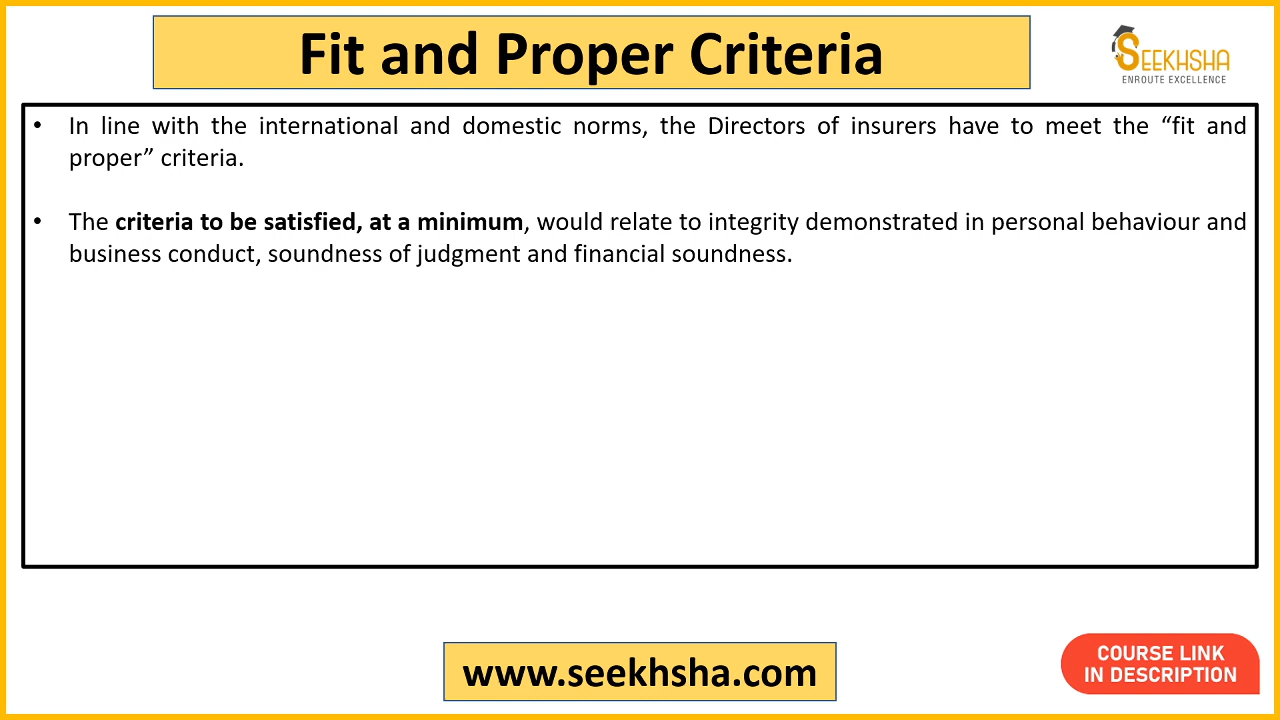 Fit and Proper Criteria
SEEKHSHA
ENROUTE EXCELLENCE
• In line with the international and domestic norms, the Directors of insurers have to meet the “fit and
proper” criteria.
• The criteria to be satisfied, at a minimum, would relate to integrity demonstrated in personal behaviour and
business conduct, soundness of judgment and financial soundness.
www.seekhsha.com
COURSE LINK
IN DESCRIPTION